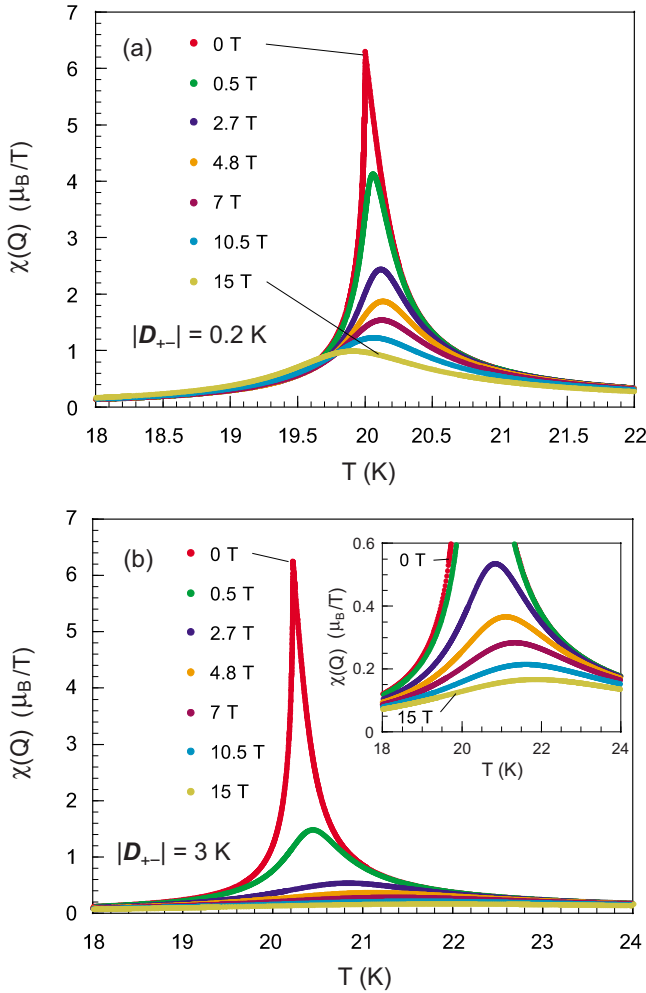 (a)
0 T
0.5 T
2.7 T
4.8 T
7 T
10.5 T
15 T
|D+−| = 0.2 K
χ(Q) (μB/T)
7
6
5
4
3
2
1
0
18 18.5 19 19.5 20 20.5 21 21.5 22
T (K)
(b)
0 T
0.5 T
2.7 T
4.8 T
7 T
10.5 T
15 T
|D+−| = 3 K
χ(Q) (μB/T)
7
6
5
4
3
2
1
0
18 19 20 21 22 23 24
T (K)
0.6
0.4
0.2
0
χ(Q) (μB/T)
0 T
15 T
18 20 22 24
T (K)